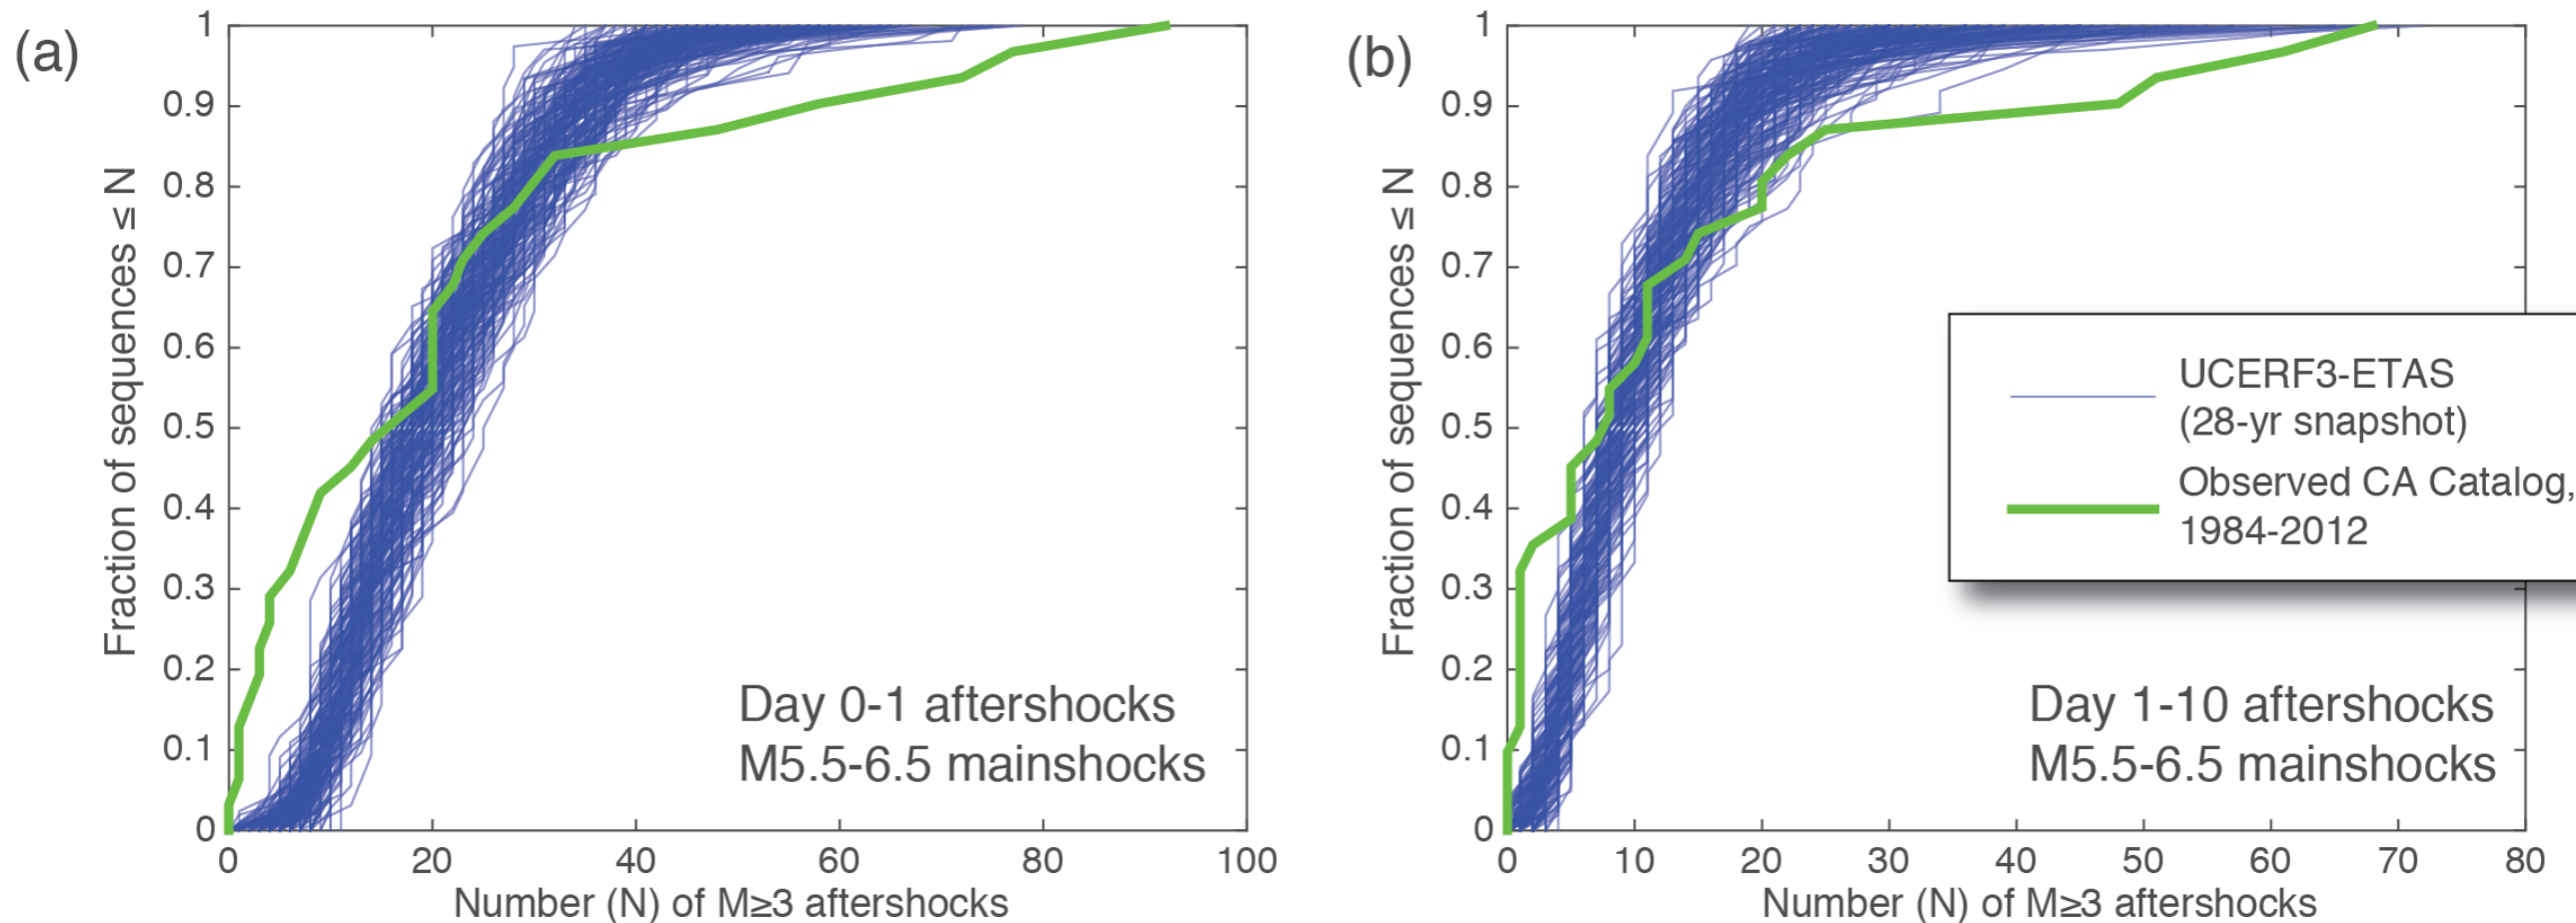 (a)
1
0.9
0.8
0.7
0.6
0.5
0.4
0.3
0.2
0.1
0
Fraction of sequences ≤ N
Day 0-1 aftershocks
M5.5-6.5 mainshocks
0 20 40 60 80 100
Number (N) of M≥3 aftershocks
(b)
1
0.9
0.8
0.7
0.6
0.5
0.4
0.3
0.2
0.1
0
Fraction of sequences ≤ N
UCERF3-ETAS
(28-yr snapshot)
Observed CA Catalog,
1984-2012
Day 1-10 aftershocks
M5.5-6.5 mainshocks
0 10 20 30 40 50 60 70 80
Number (N) of M≥3 aftershocks